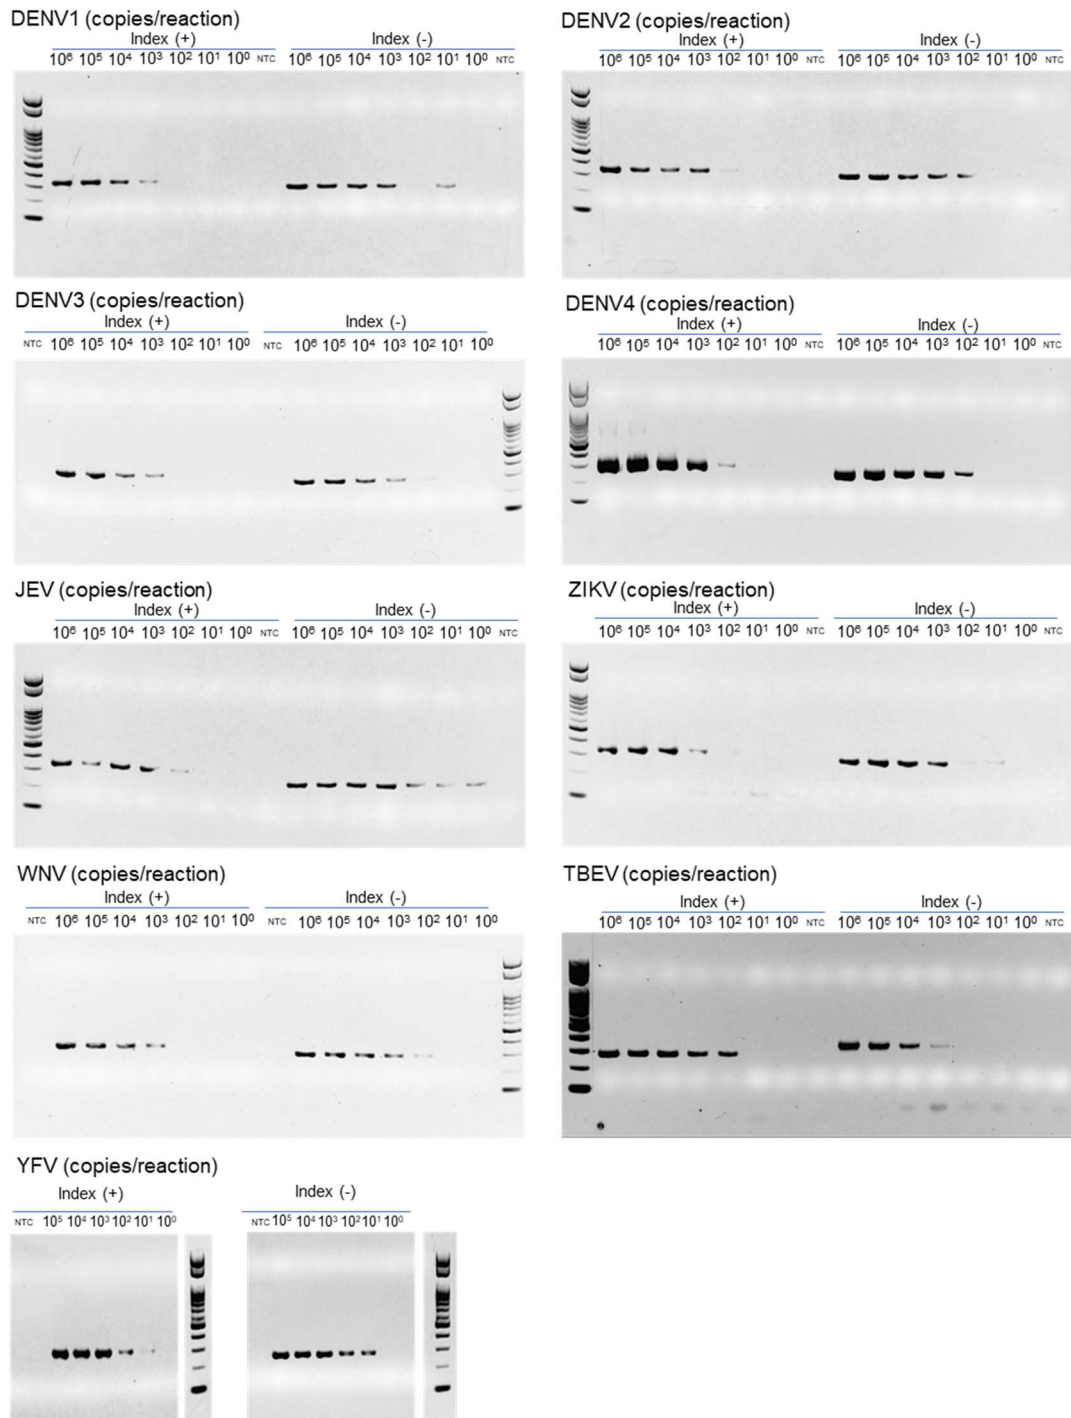 DENV1 (copies/reaction)
Index (+) Index (-)
10⁶ 10⁵ 10⁴ 10³ 10² 10¹ 10⁰ NTC 10⁶ 10⁵ 10⁴ 10³ 10² 10¹ 10⁰ NTC
DENV2 (copies/reaction)
Index (+) Index (-)
10⁶ 10⁵ 10⁴ 10³ 10² 10¹ 10⁰ NTC 10⁶ 10⁵ 10⁴ 10³ 10² 10¹ 10⁰ NTC
DENV3 (copies/reaction)
Index (+) Index (-)
NTC 10⁶ 10⁵ 10⁴ 10³ 10² 10¹ 10⁰ NTC 10⁶ 10⁵ 10⁴ 10³ 10² 10¹ 10⁰
DENV4 (copies/reaction)
Index (+) Index (-)
10⁶ 10⁵ 10⁴ 10³ 10² 10¹ 10⁰ NTC 10⁶ 10⁵ 10⁴ 10³ 10² 10¹ 10⁰ NTC
JEV (copies/reaction)
Index (+) Index (-)
10⁶ 10⁵ 10⁴ 10³ 10² 10¹ 10⁰ NTC 10⁶ 10⁵ 10⁴ 10³ 10² 10¹ 10⁰ NTC
ZIKV (copies/reaction)
Index (+) Index (-)
10⁶ 10⁵ 10⁴ 10³ 10² 10¹ 10⁰ NTC 10⁶ 10⁵ 10⁴ 10³ 10² 10¹ 10⁰ NTC
WNV (copies/reaction)
Index (+) Index (-)
NTC 10⁶ 10⁵ 10⁴ 10³ 10² 10¹ 10⁰ NTC 10⁶ 10⁵ 10⁴ 10³ 10² 10¹ 10⁰
TBEV (copies/reaction)
Index (+) Index (-)
10⁶ 10⁵ 10⁴ 10³ 10² 10¹ 10⁰ NTC 10⁶ 10⁵ 10⁴ 10³ 10² 10¹ 10⁰ NTC
YFV (copies/reaction)
Index (+) Index (-)
NTC 10⁵ 10⁴ 10³ 10² 10¹ 10⁰ NTC 10⁵ 10⁴ 10³ 10² 10¹ 10⁰